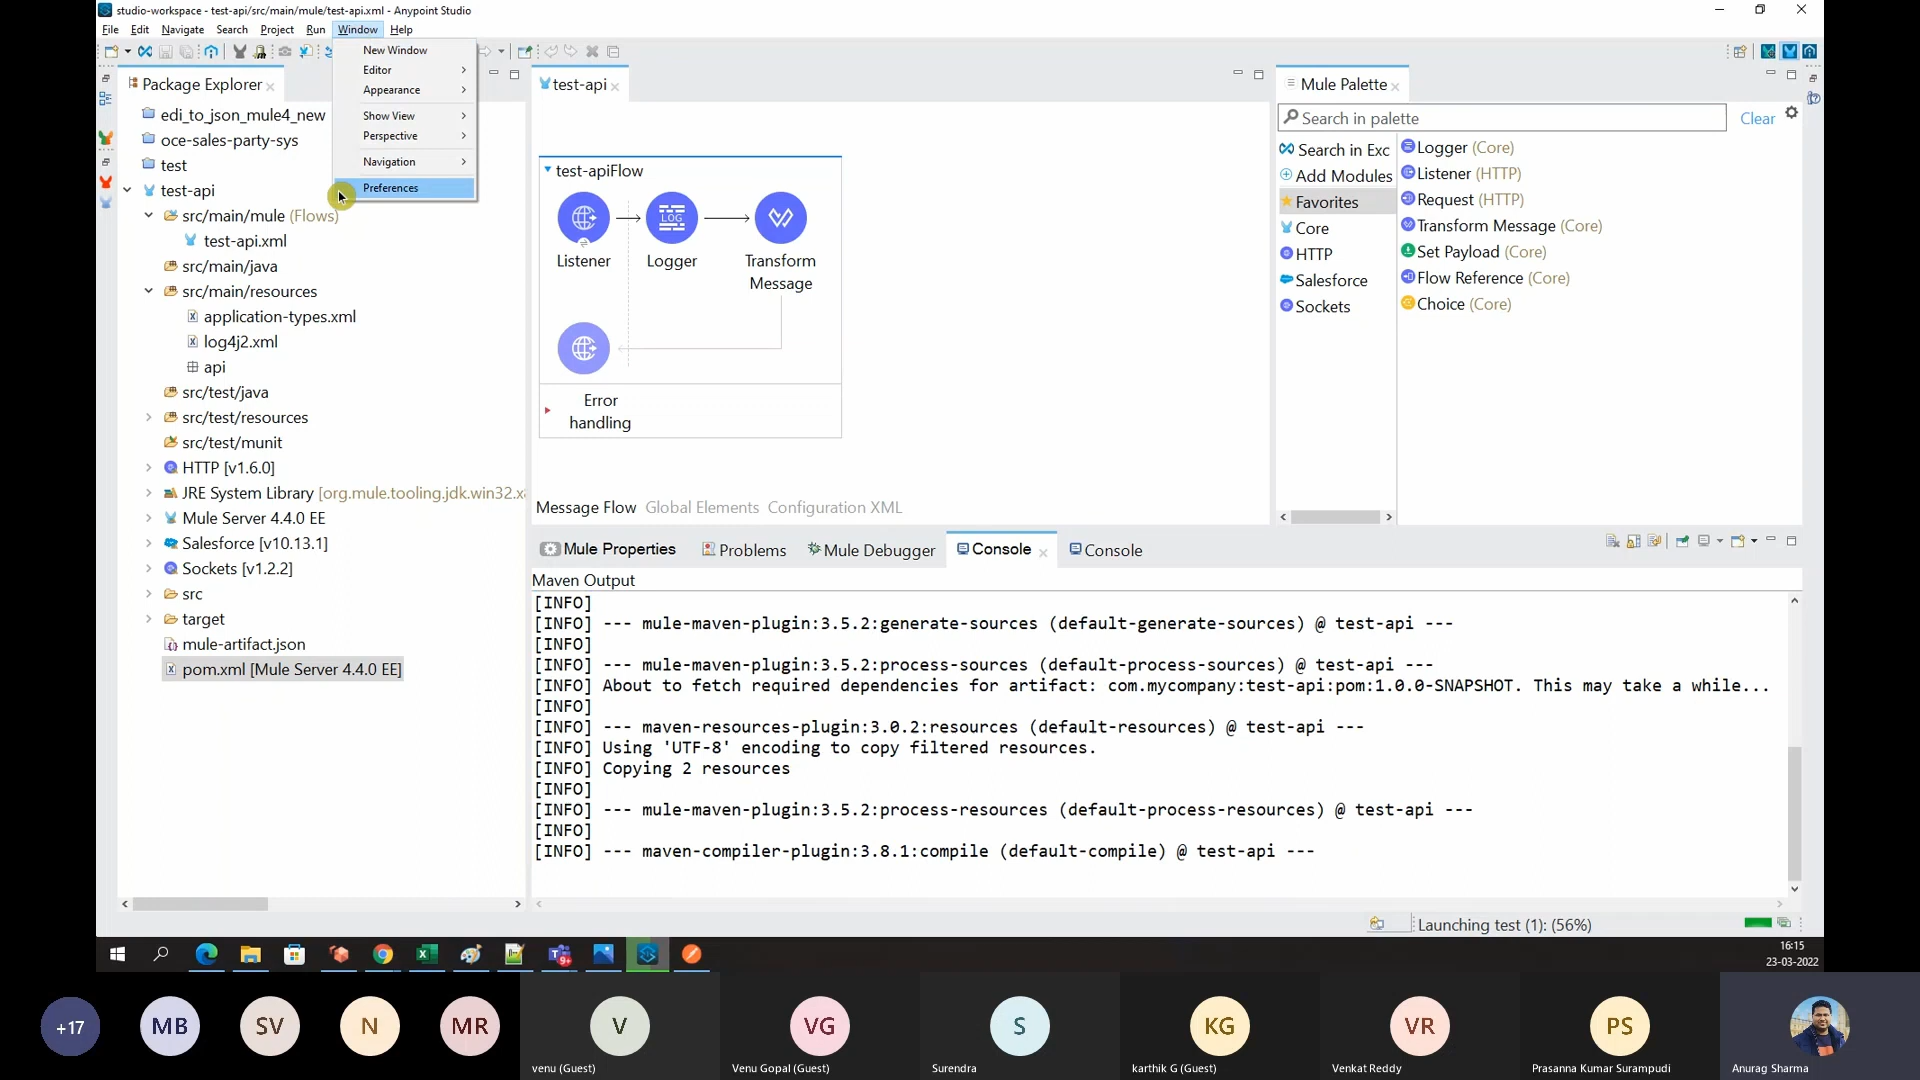 studio-workspace - test-api/src/main/mule/test-api.xml - Anypoint Studio
File Edit Navigate Search Project Run Window Help
New Window
Editor
Appearance
Show View
Perspective
Navigation
Preferences
Package Explorer
edi_to_json_mule4_new
oce-sales-party-sys
test
test-api
src/main/mule (Flows)
test-api.xml
src/main/java
src/main/resources
application-types.xml
log4j2.xml
api
src/test/java
src/test/resources
src/test/munit
HTTP [v1.6.0]
JRE System Library [org.mule.tooling.jdk.win32.x
Mule Server 4.4.0 EE
Salesforce [v10.13.1]
Sockets [v1.2.2]
src
target
mule-artifact.json
pom.xml [Mule Server 4.4.0 EE]
test-api
test-apiFlow
LOG
Listener Logger Transform
Message
Error
handling
Message Flow Global Elements Configuration XML
Mule Palette
Search in palette
Clear
Search in Exc
Add Modules
Favorites
Core
HTTP
Salesforce
Sockets
Logger (Core)
Listener (HTTP)
Request (HTTP)
Transform Message (Core)
Set Payload (Core)
Flow Reference (Core)
Choice (Core)
Mule Properties Problems Mule Debugger Console Console
Maven Output
[INFO]
[INFO] --- mule-maven-plugin:3.5.2:generate-sources (default-generate-sources) @ test-api ---
[INFO]
[INFO] --- mule-maven-plugin:3.5.2:process-sources (default-process-sources) @ test-api ---
[INFO] About to fetch required dependencies for artifact: com.mycompany:test-api:pom:1.0.0-SNAPSHOT. This may take a while...
[INFO]
[INFO] --- maven-resources-plugin:3.0.2:resources (default-resources) @ test-api ---
[INFO] Using 'UTF-8' encoding to copy filtered resources.
[INFO] Copying 2 resources
[INFO]
[INFO] --- mule-maven-plugin:3.5.2:process-resources (default-process-resources) @ test-api ---
[INFO]
[INFO] --- maven-compiler-plugin:3.8.1:compile (default-compile) @ test-api ---
Launching test (1): (56%)
9+
16:15
23-03-2022
+17 MB SV N MR V VG S KG VR PS
venu (Guest) Venu Gopal (Guest) Surendra karthik G (Guest) Venkat Reddy Prasanna Kumar Surampudi Anurag Sharma